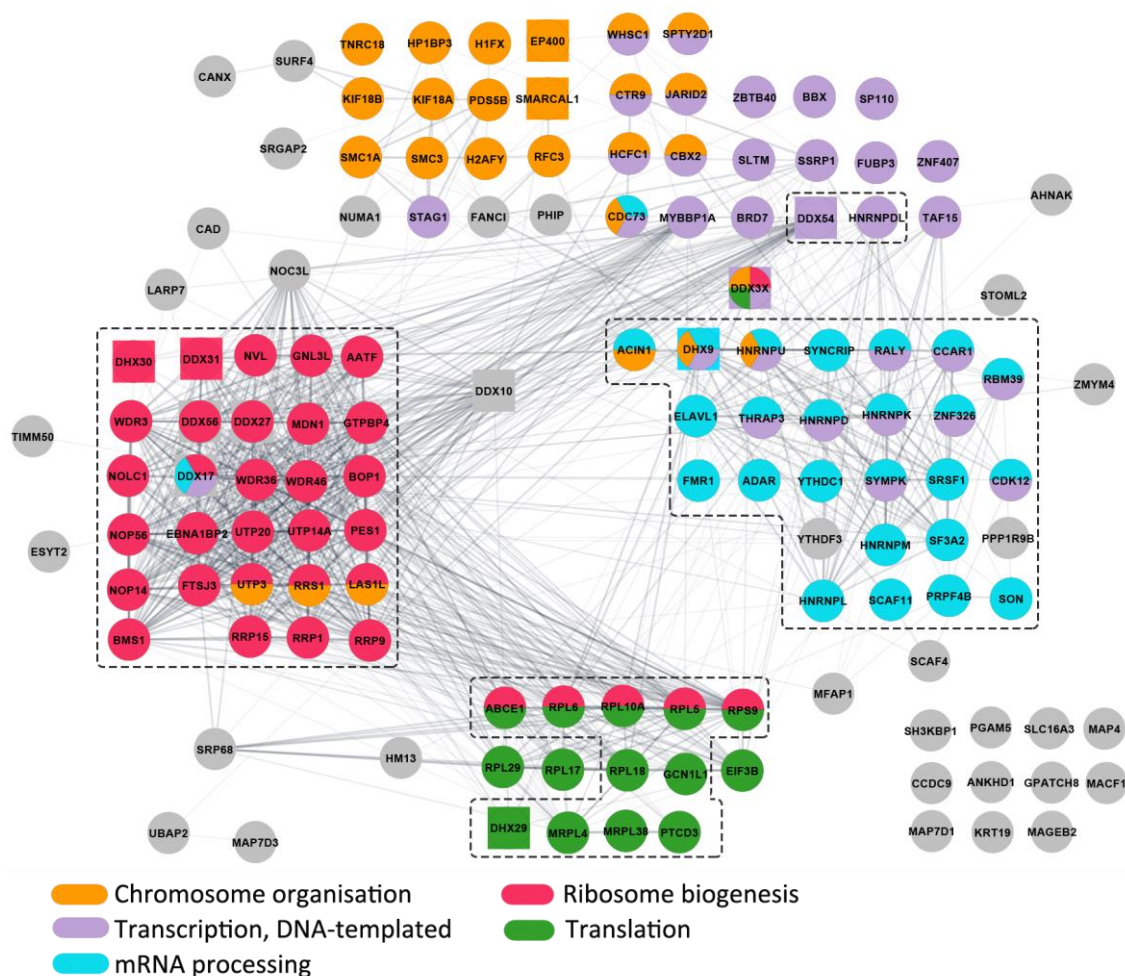 TNRC18 HP1BP3 H1FX EP400 WHSC1 SPTY2D1
CANX SURF4
KIF18B KIF18A PDS5B SMARCAL1 CTR9 JARID2 ZBTB40 BBX SP110
SRGAP2 SMC1A SMC3 H2AFY RFC3 HCFC1 CBX2 SLTM SSRP1 FUBP3 ZNF407
AHNAK
NUMA1 STAG1 FANCI PHIP CDC73 MYBBP1A BRD7 DDX54 HNRNPDL TAF15
CAD
LARP7 NOC3L DDX3X STOML2
DHX30 DDX31 NVL GNL3L AATF ACIN1 DHX9 HNRNPU SYNCRIP RALY CCAR1
RBM39
DDX10 ZMYM4
WDR3 DDX56 DDX27 MDN1 GTPBP4 ELAVL1 THRAP3 HNRNPD HNRNPK ZNF326
TIMM50
NOLC1 DDX17 WDR36 WDR46 BOP1 FMR1 ADAR YTHDC1 SYMPK SRSF1 CDK12
NOP56 EBNA1BP2 UTP20 UTP14A PES1 YTHDF3 HNRNPM SF3A2 PPP1R9B
ESYT2
NOP14 FTSJ3 UTP3 RRS1 LAS1L HNRNPL SCAF11 PRPF4B SON
BMS1 RRP15 RRP1 RRP9
SCAF4
MFAP1
ABCE1 RPL6 RPL10A RPL5 RPS9
SH3KBP1 PGAM5 SLC16A3 MAP4
SRP68 HM13 RPL29 RPL17 RPL18 GCN1L1 EIF3B
CCDC9 ANKHD1 GPATCH8 MACF1
UBAP2 MAP7D3 DHX29 MRPL4 MRPL38 PTCD3
MAP7D1 KRT19 MAGEB2
Chromosome organisation
Ribosome biogenesis
Transcription, DNA-templated
Translation
mRNA processing